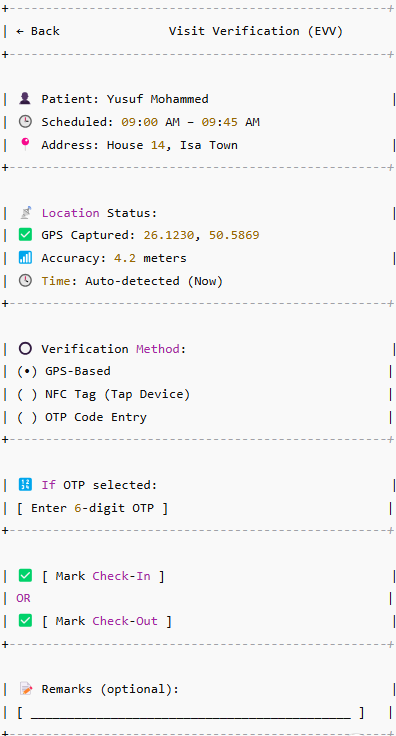 ← Back Visit Verification (EVV)
👤 Patient: Yusuf Mohammed
🕒 Scheduled: 09:00 AM – 09:45 AM
📍 Address: House 14, Isa Town
📡 Location Status:
✅ GPS Captured: 26.1230, 50.5869
📶 Accuracy: 4.2 meters
🕒 Time: Auto-detected (Now)
⭕ Verification Method:
(•) GPS-Based
( ) NFC Tag (Tap Device)
( ) OTP Code Entry
🔢 If OTP selected:
[ Enter 6-digit OTP ]
✅ [ Mark Check-In ]
OR
✅ [ Mark Check-Out ]
📝 Remarks (optional):
[ ____________________________________________ ]